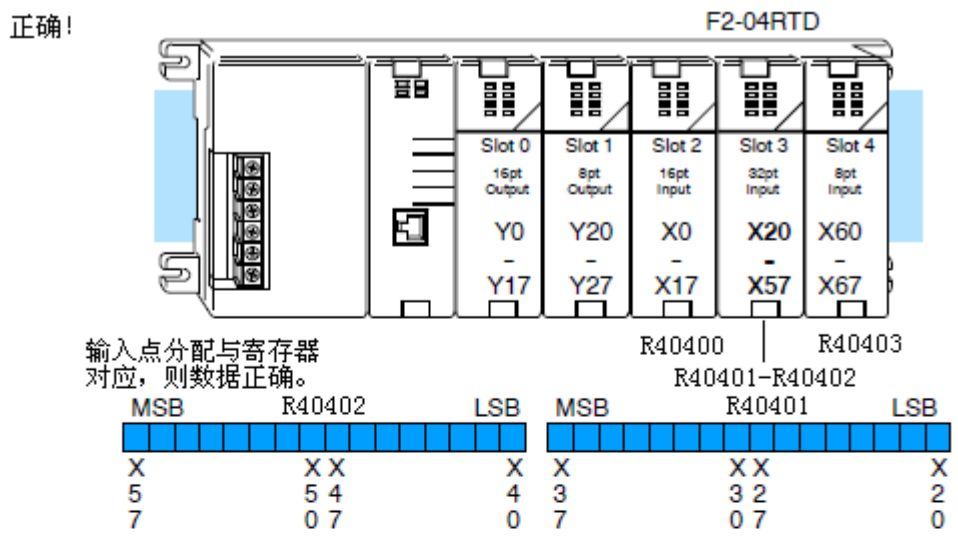 正确!
F2-04RTD
Slot 0 Slot 1 Slot 2 Slot 3 Slot 4
16pt 8pt 16pt 32pt 8pt
Output Output Input Input Input
Y0 Y20 X0 X20 X60
- - - - -
Y17 Y27 X17 X57 X67
R40400 R40403
输入点分配与寄存器
对应，则数据正确。
R40401-R40402
MSB R40402 LSB MSB R40401 LSB
X X X X X X X X
5 5 4 4 3 3 2 2
7 0 7 0 7 0 7 0